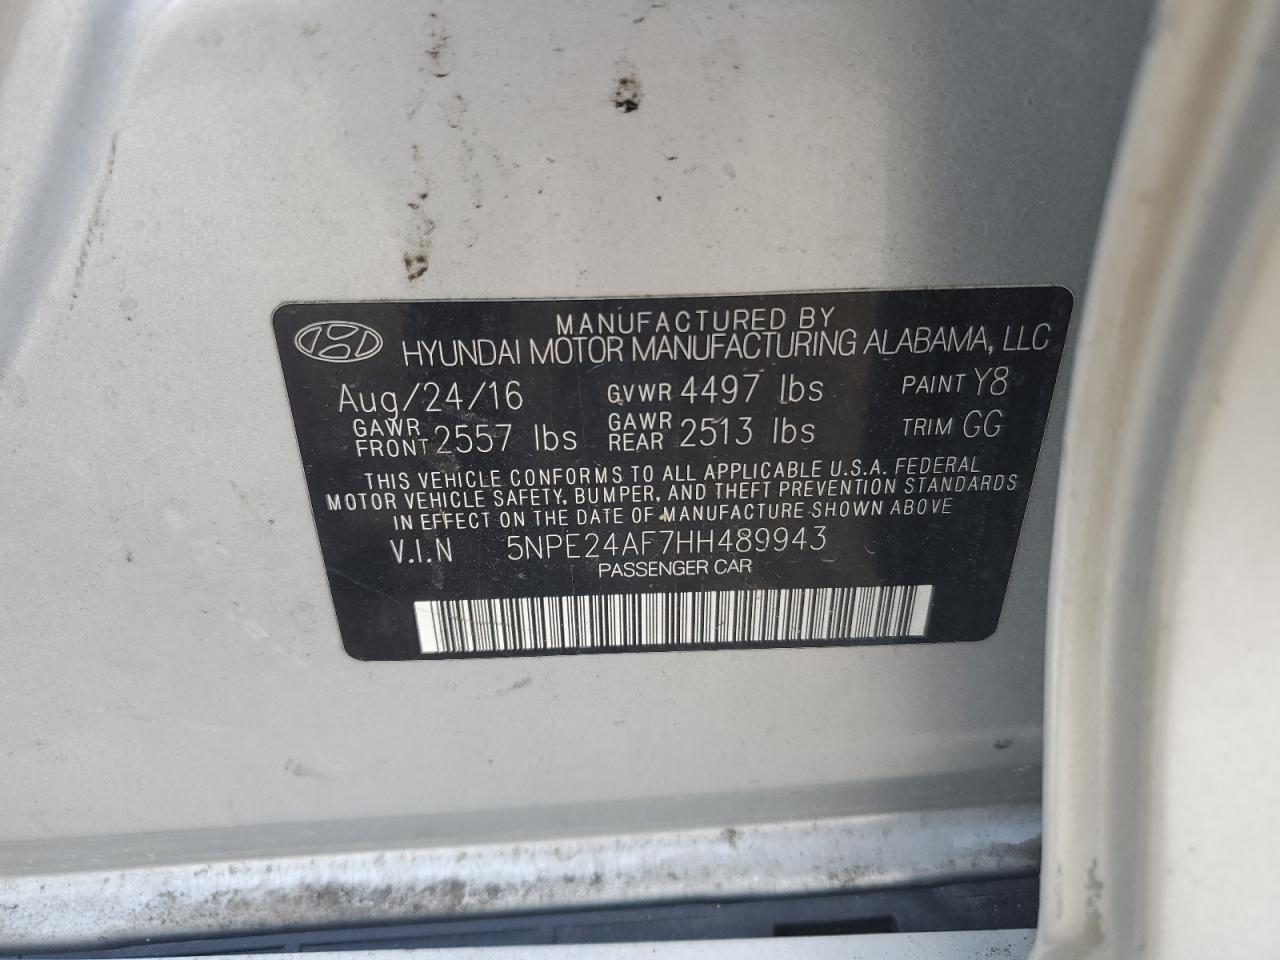 MANUFACTURED BY
HYUNDAI MOTOR MANUFACTURING ALABAMA, LLC
Aug/24/16 GVWR 4497 lbs PAINT Y8
GAWR FRONT 2557 lbs GAWR REAR 2513 lbs TRIM GG
THIS VEHICLE CONFORMS TO ALL APPLICABLE U.S.A. FEDERAL
MOTOR VEHICLE SAFETY, BUMPER, AND THEFT PREVENTION STANDARDS
IN EFFECT ON THE DATE OF MANUFACTURE SHOWN ABOVE
V.I.N 5NPE24AF7HH489943
PASSENGER CAR